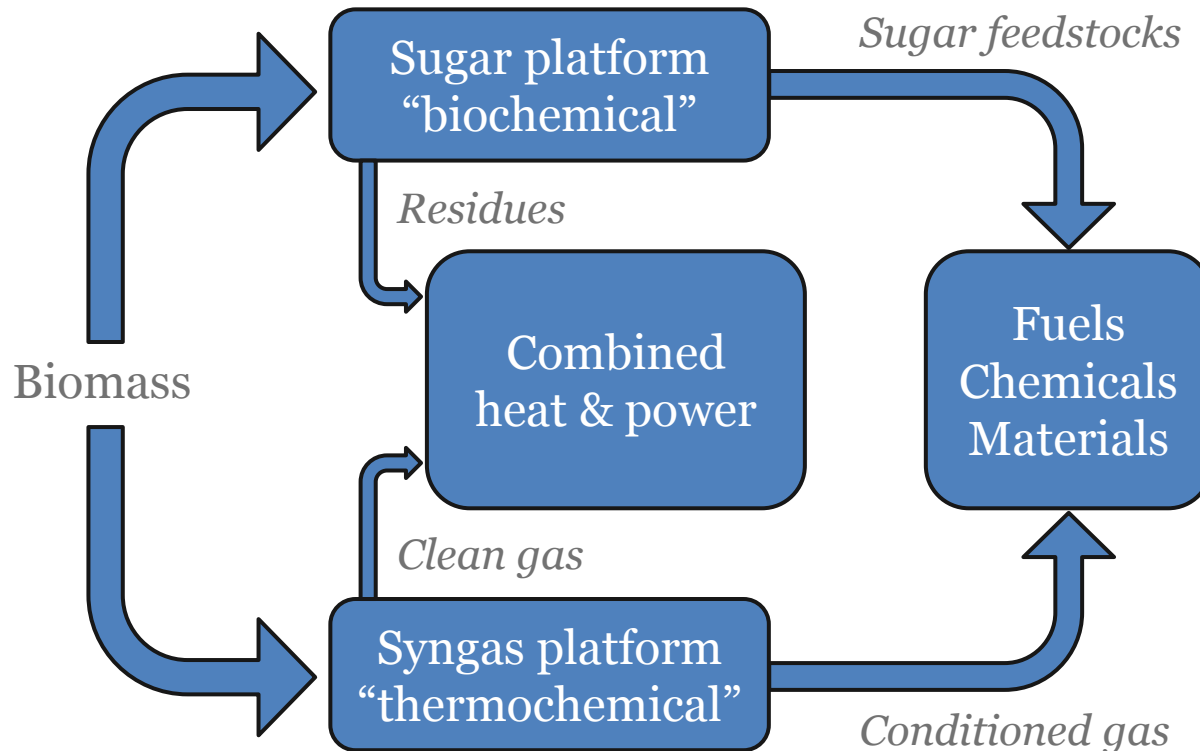 Sugar feedstocks
Sugar platform
“biochemical”
Residues
Combined
heat & power
Fuels
Chemicals
Materials
Biomass
Clean gas
Syngas platform
“thermochemical”
Conditioned gas